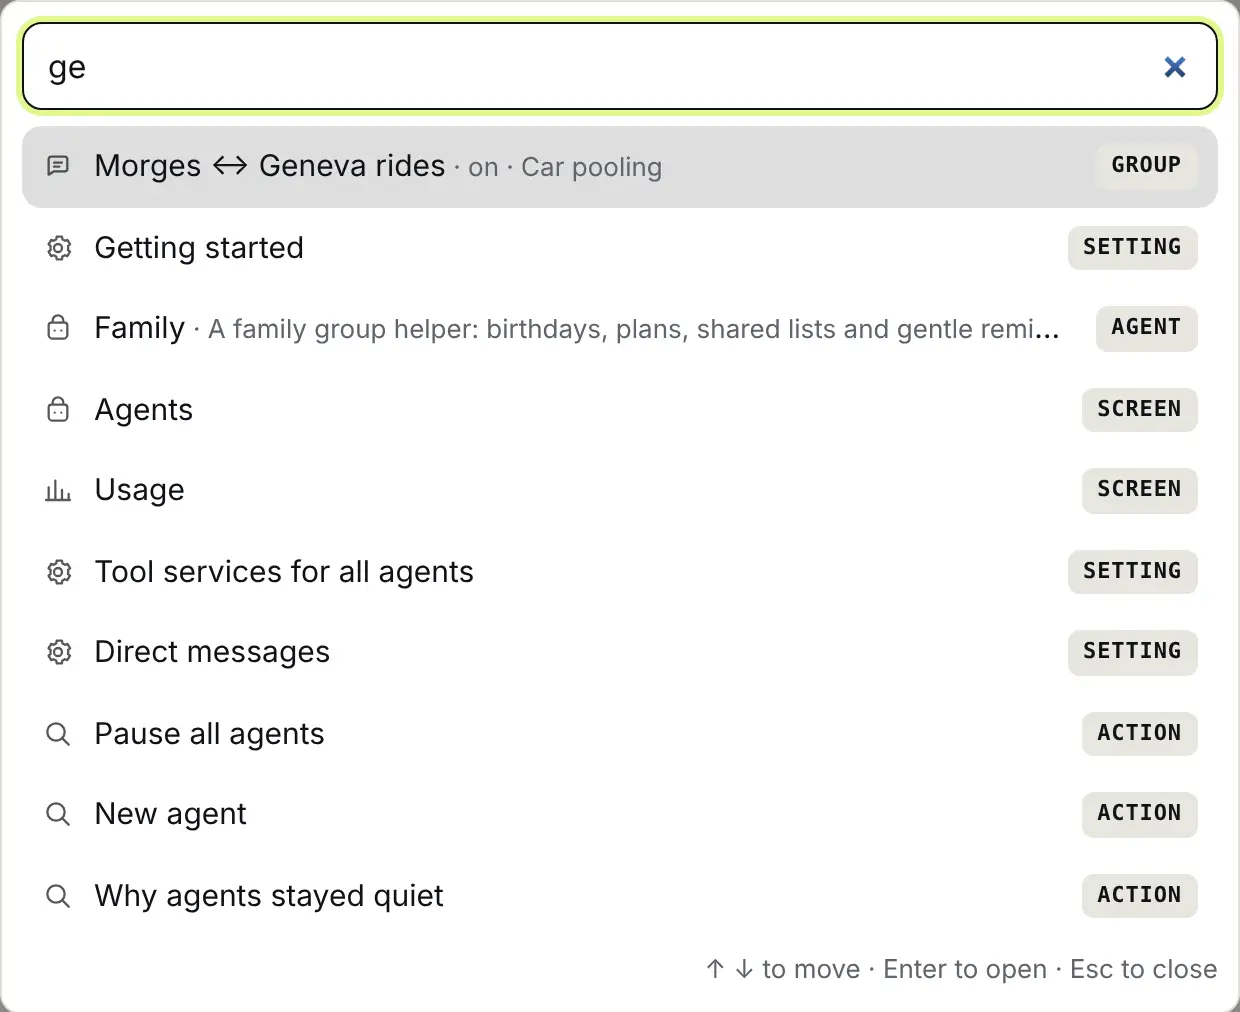 ge
Morges ↔ Geneva rides · on · Car pooling GROUP
Getting started SETTING
Family · A family group helper: birthdays, plans, shared lists and gentle remi... AGENT
Agents SCREEN
Usage SCREEN
Tool services for all agents SETTING
Direct messages SETTING
Pause all agents ACTION
New agent ACTION
Why agents stayed quiet ACTION
↑ ↓ to move · Enter to open · Esc to close